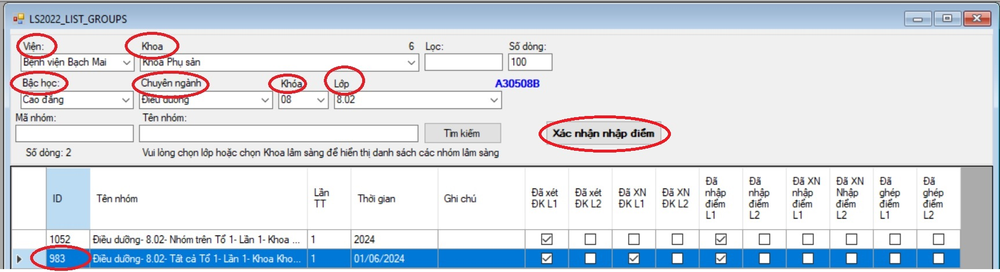 LS2022_LIST_GROUPS
Viện: Khoa 6 Lọc: Số dòng:
Bệnh viện Bạch Mai Khoa Phụ sản 100
Bậc học: Chuyên ngành Khóa Lớp A30508B
Cao đẳng Điều dưỡng 08 8.02
Mã nhóm: Tên nhóm:
Tìm kiếm Xác nhận nhập điểm
Số dòng: 2 Vui lòng chọn lớp hoặc chọn Khoa lâm sàng để hiển thị danh sách các nhóm lâm sàng
ID Tên nhóm Lần TT Thời gian Ghi chú Đã xét ĐK L1 Đã xét ĐK L2 Đã XN ĐK L1 Đã XN ĐK L2 Đã nhập điểm L1 Đã nhập điểm L2 Đã XN nhập điểm L1 Đã XN Nhập điểm L2 Đã ghép điểm L1 Đã ghép điểm L2
1052 Điều dưỡng- 8.02- Nhóm trên Tổ 1- Lần 1- Khoa ... 1 2024
983 Điều dưỡng- 8.02- Tất cả Tổ 1- Lần 1- Khoa Kho... 1 01/06/2024